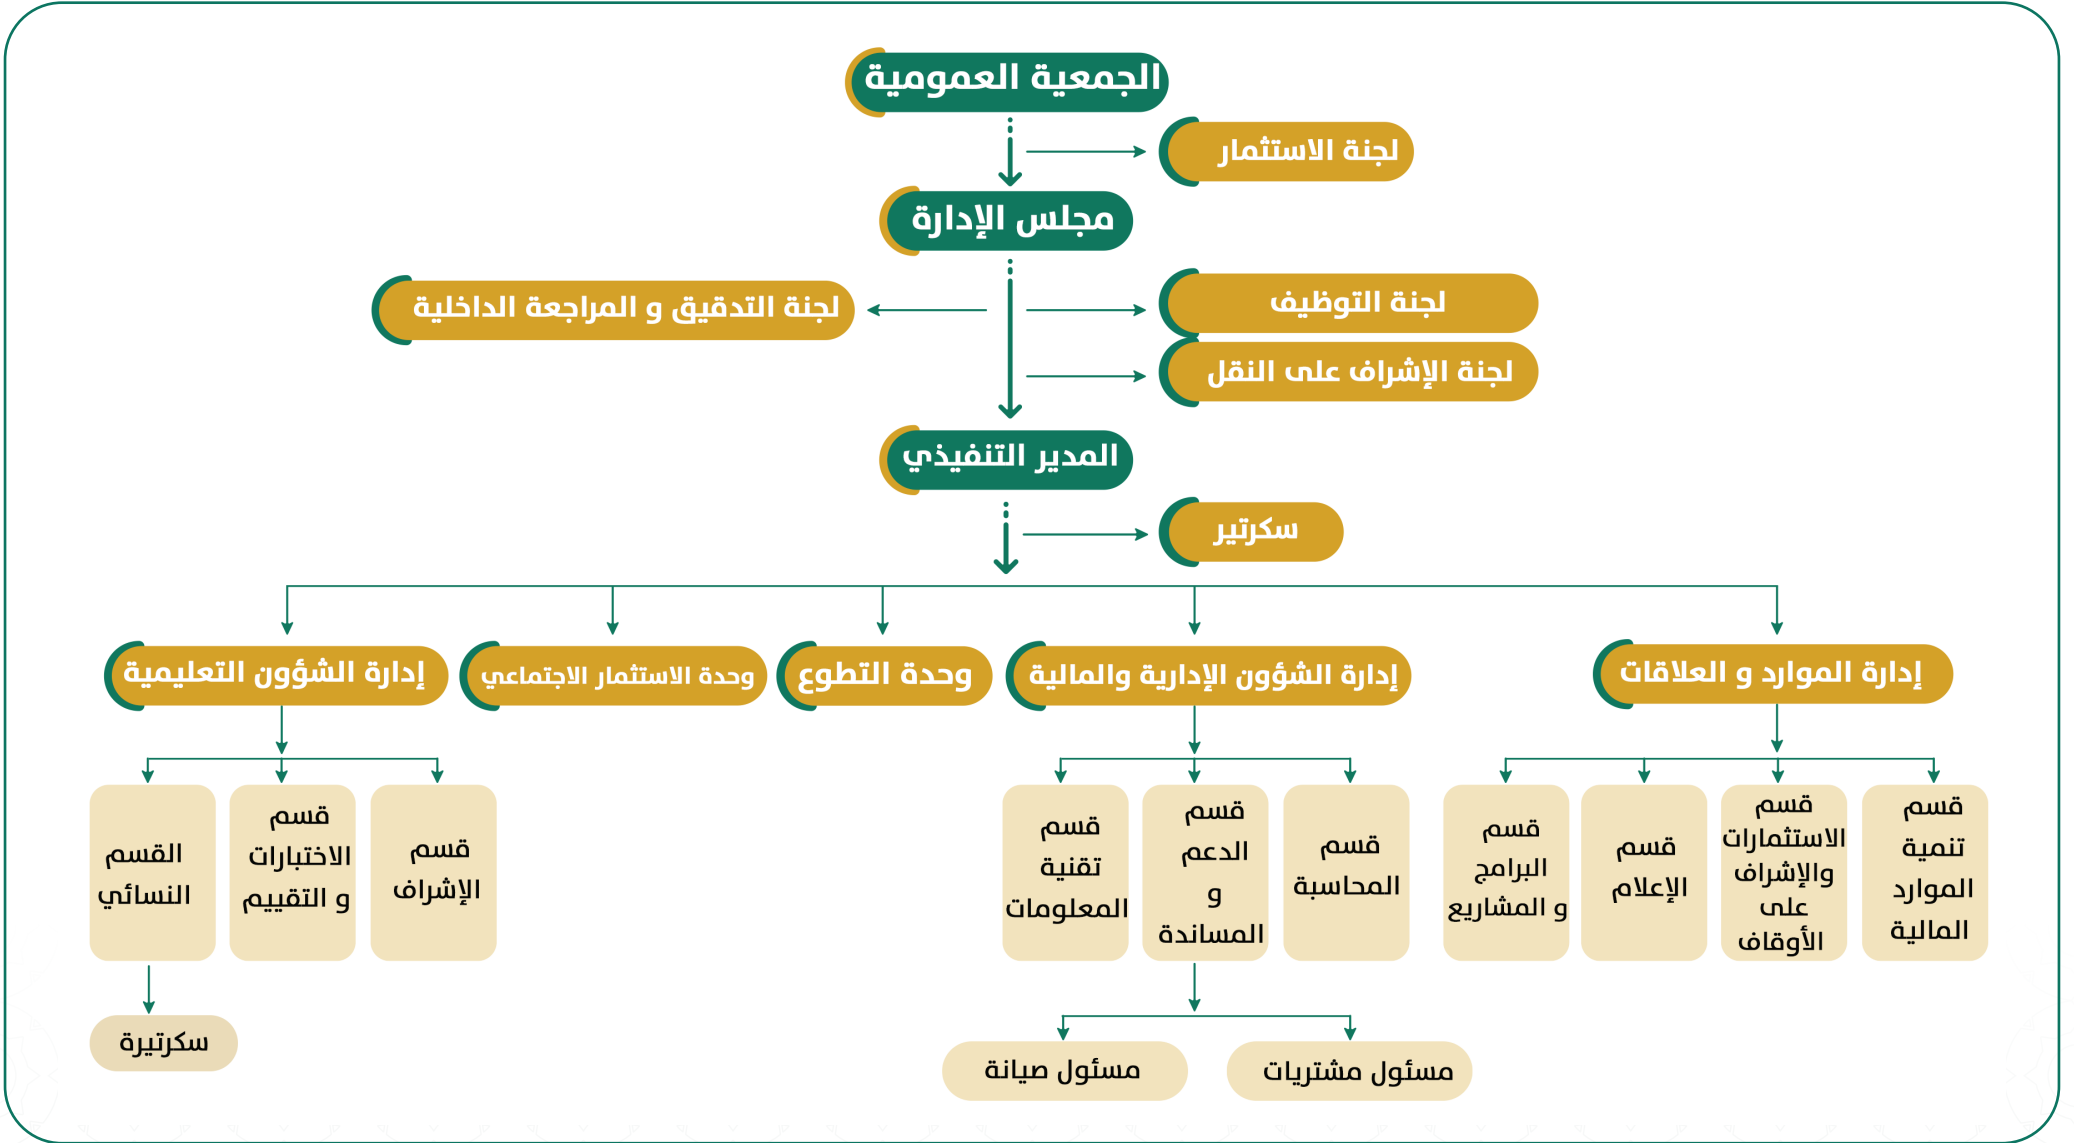 الجمعية العمومية
لجنة الاستثمار
مجلس الإدارة
لجنة التوظيف
لجنة التدقيق و المراجعة الداخلية
لجنة الإشراف على النقل
المدير التنفيذي
سكرتير
إدارة الموارد و العلاقات
إدارة الشؤون الإدارية والمالية
وحدة التطوع
وحدة الاستثمار الاجتماعي
إدارة الشؤون التعليمية
قسم
تنمية
الموارد
المالية
قسم
الاستثمارات
والإشراف
على
الأوقاف
قسم
الإعلام
قسم
البرامج
و المشاريع
قسم
المحاسبة
قسم
الدعم
و
المساندة
قسم
تقنية
المعلومات
قسم
الإشراف
قسم
الاختبارات
و التقييم
القسم
النسائي
مسئول مشتريات
مسئول صيانة
سكرتيرة